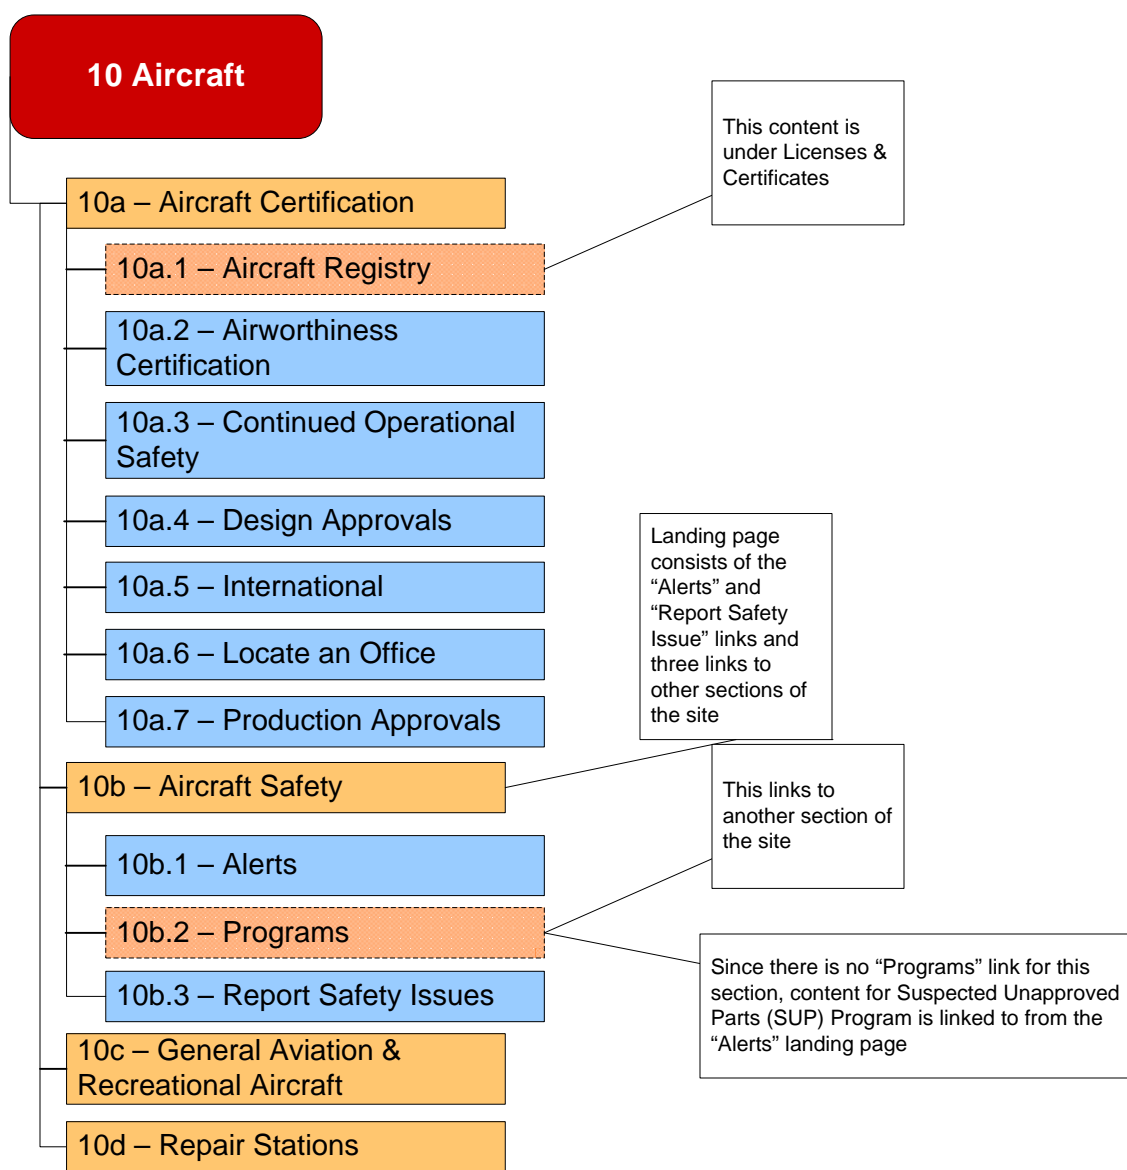 10 Aircraft
This content is
under Licenses &
Certificates
10a – Aircraft Certification
10a.1 – Aircraft Registry
10a.2 – Airworthiness
Certification
10a.3 – Continued Operational
Safety
10a.4 – Design Approvals
10a.5 – International
10a.6 – Locate an Office
10a.7 – Production Approvals
Landing page
consists of the
“Alerts” and
“Report Safety
Issue” links and
three links to
other sections of
the site
10b – Aircraft Safety
This links to
another section of
the site
10b.1 – Alerts
10b.2 – Programs
Since there is no “Programs” link for this
section, content for Suspected Unapproved
Parts (SUP) Program is linked to from the
“Alerts” landing page
10b.3 – Report Safety Issues
10c – General Aviation &
Recreational Aircraft
10d – Repair Stations